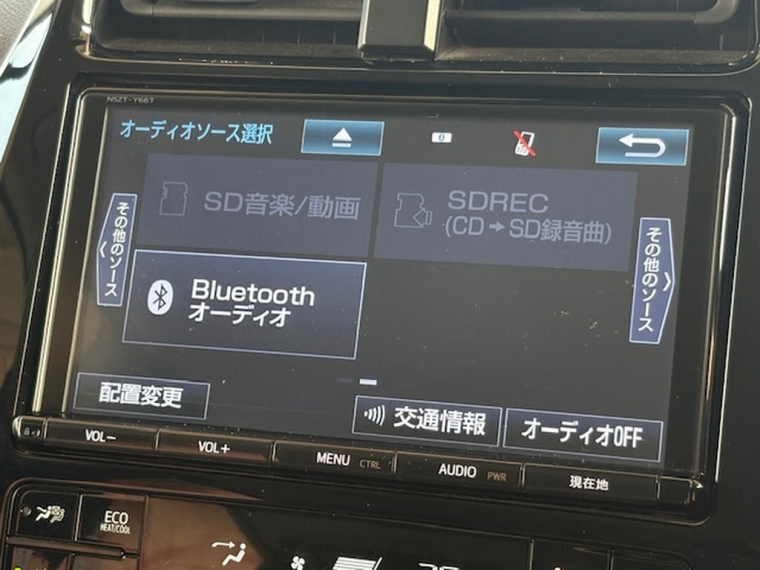 NSZT-Y66T
オーディオソース選択
SD音楽/動画
SDREC
(CD➡SD録音曲)
その他のソース
その他のソース
Bluetooth
オーディオ
配置変更
交通情報
オーディオOFF
VOL−
VOL+
MENU CTRL
AUDIO PWR
現在地
ECO
HEAT/COOL